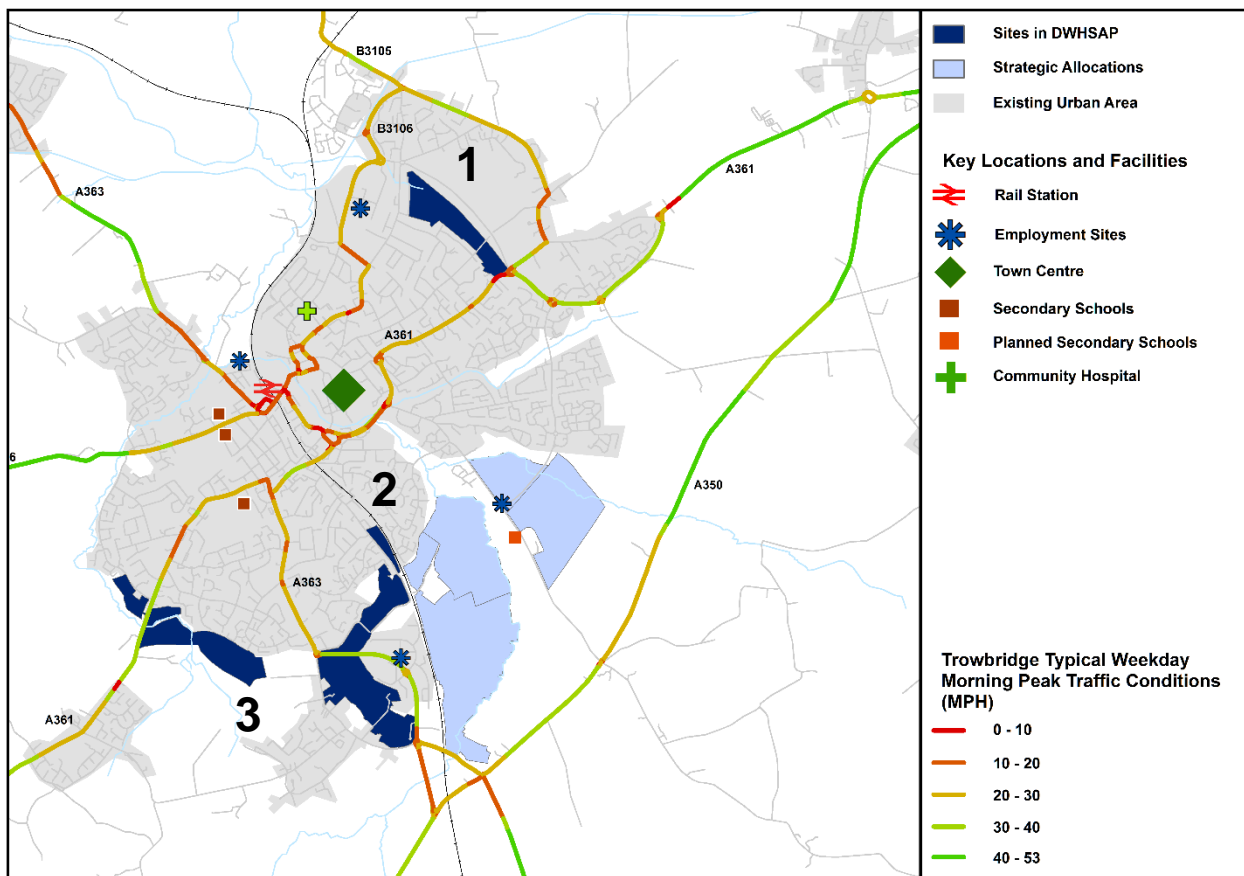 B3105
B3106
1
A363
A361
A361
6
2
A350
A363
3
A361
Sites in DWHSAP
Strategic Allocations
Existing Urban Area
Key Locations and Facilities
Rail Station
Employment Sites
Town Centre
Secondary Schools
Planned Secondary Schools
Community Hospital
Trowbridge Typical Weekday
Morning Peak Traffic Conditions
(MPH)
0 - 10
10 - 20
20 - 30
30 - 40
40 - 53